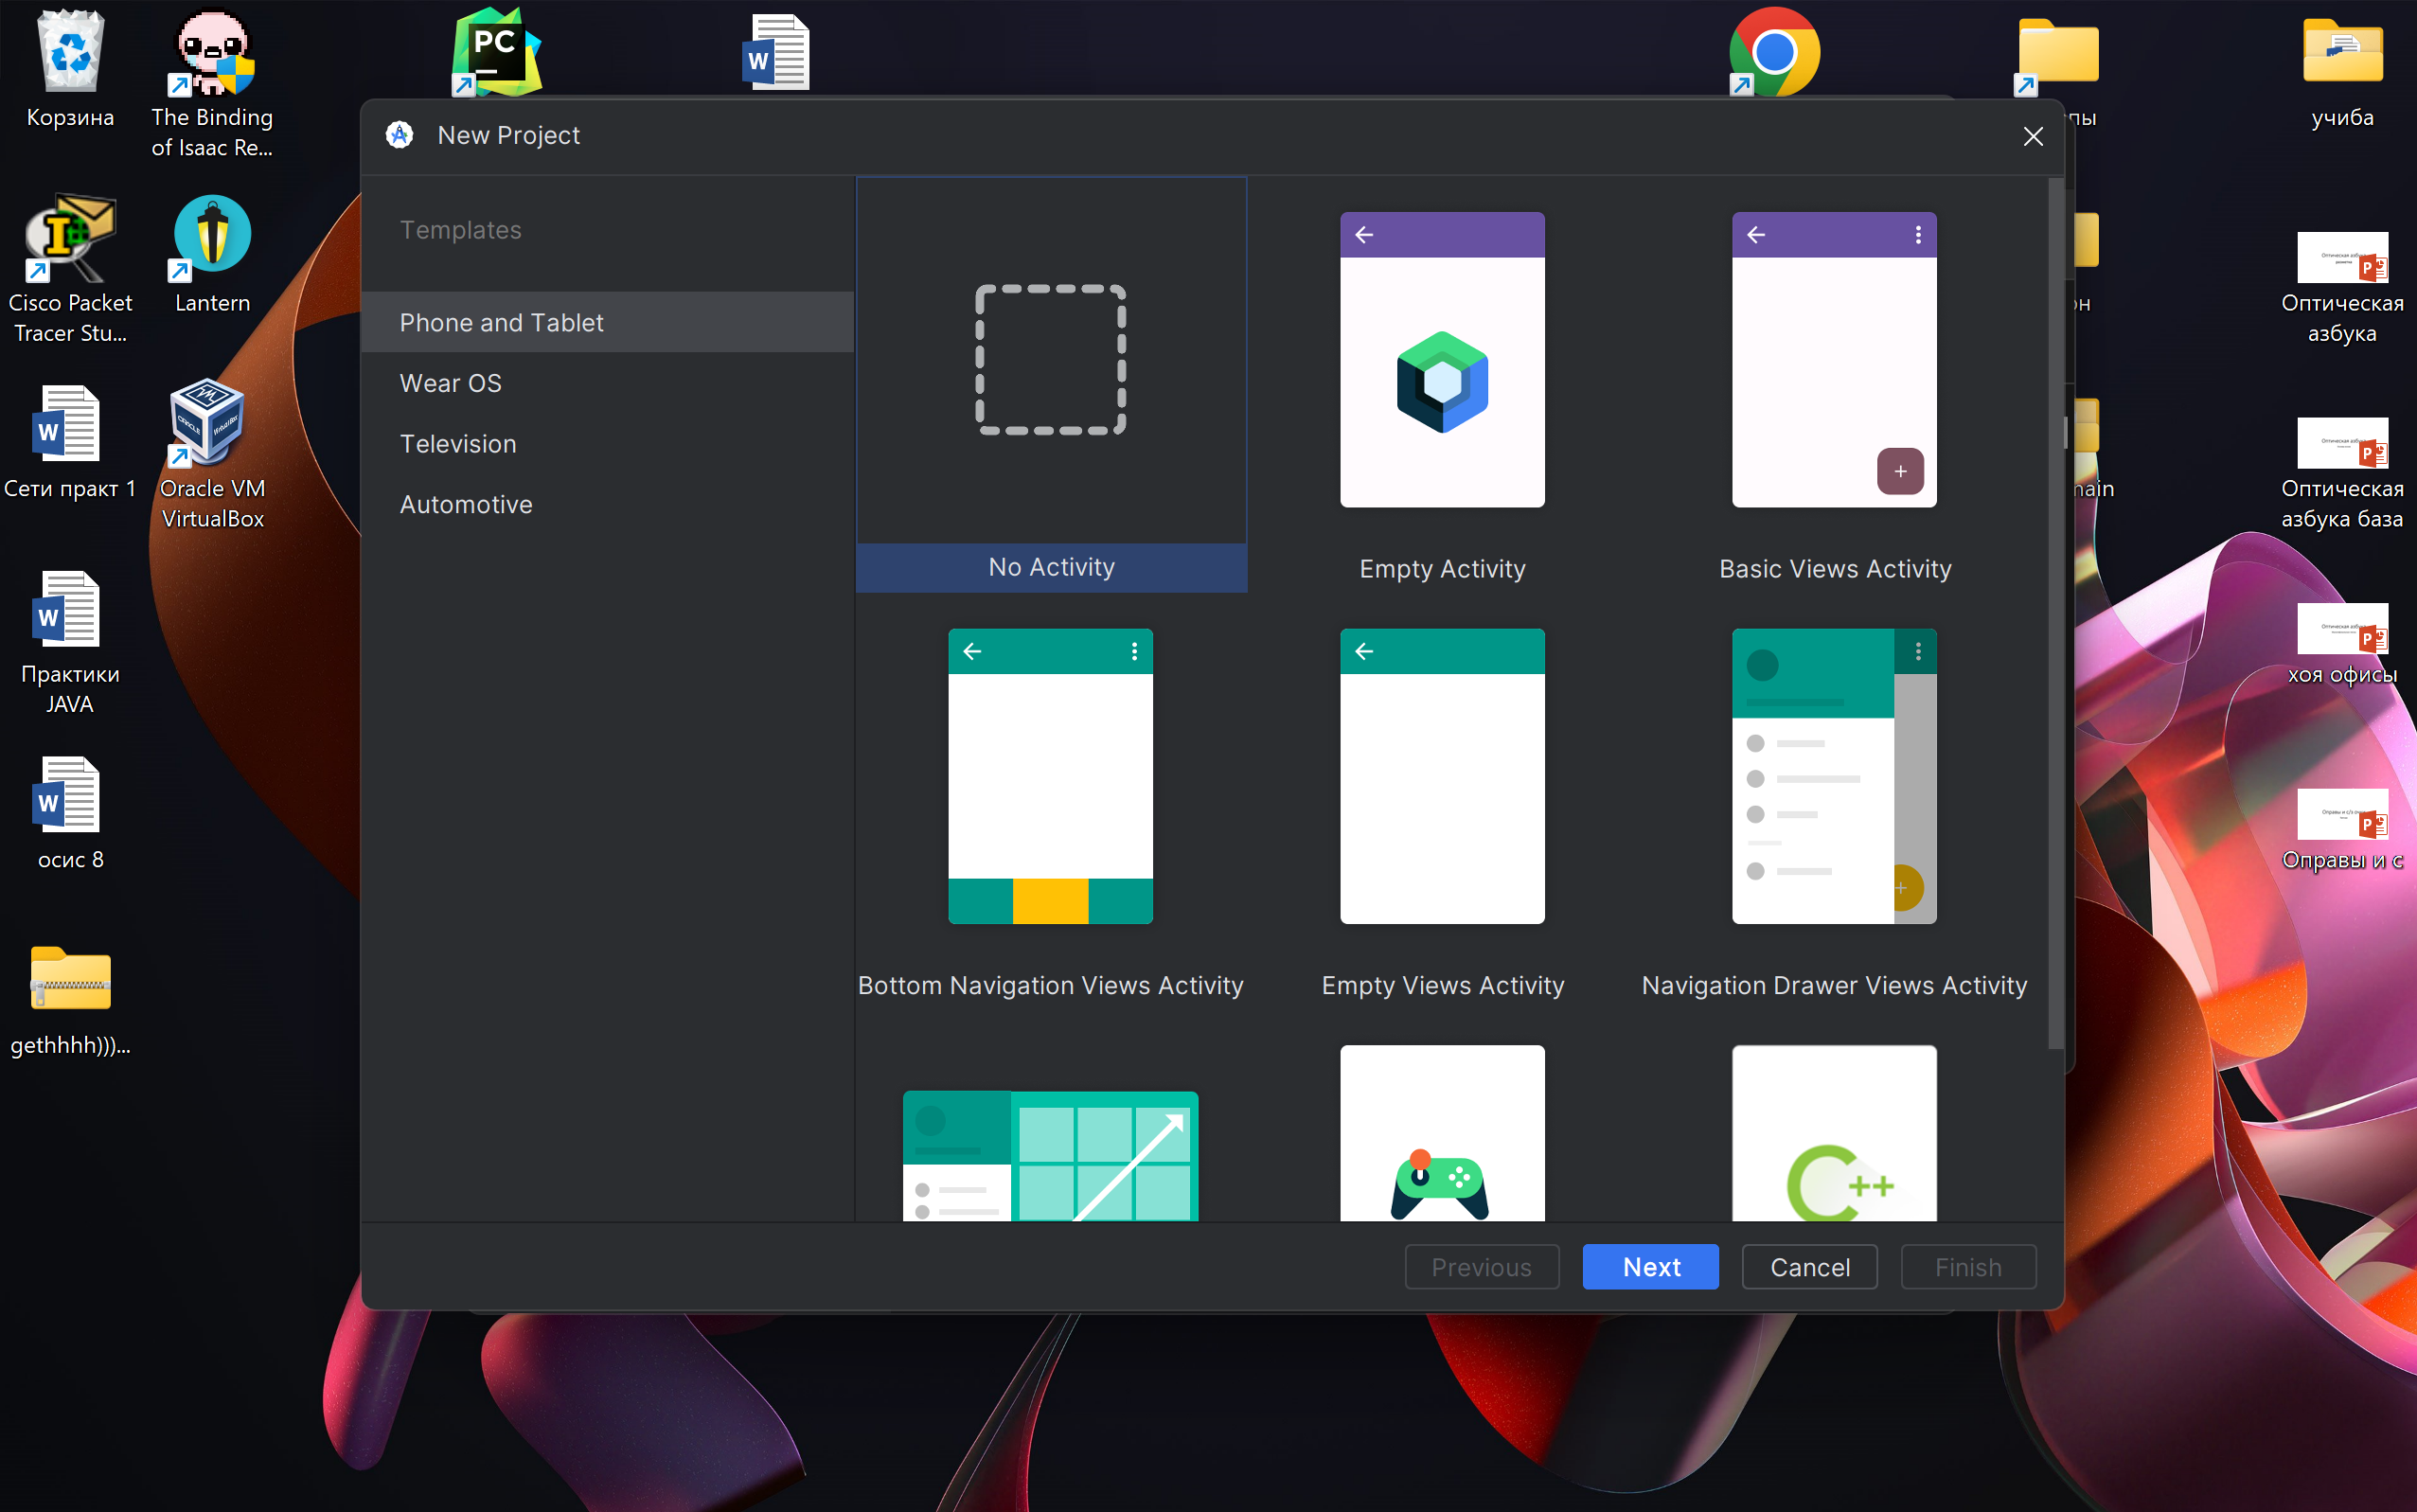 Корзина
The Binding
of Isaac Re...
PC
W
пы
учиба
New Project
Templates
Phone and Tablet
Wear OS
Television
Automotive
No Activity
Empty Activity
Basic Views Activity
Bottom Navigation Views Activity
Empty Views Activity
Navigation Drawer Views Activity
C++
Previous
Next
Cancel
Finish
Cisco Packet
Tracer Stu...
Lantern
W
Сети практ 1
Oracle VM
VirtualBox
W
Практики
JAVA
W
осис 8
gethhhh)))...
он
main
P
Оптическая
азбука
P
Оптическая
азбука база
P
хоя офисы
P
Оправы и с